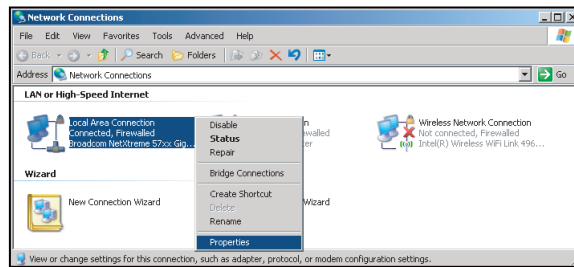 Network Connections
File Edit View Favorites Tools Advanced Help
Back Search Folders
Address Network Connections Go
LAN or High-Speed Internet
Local Area Connection
Connected, Firewalled
Broadcom NetXtreme 57xx Gig...
n
ewalled
ter
Wireless Network Connection
Not connected, Firewalled
Intel(R) Wireless WiFi Link 496...
Disable
Status
Repair
Bridge Connections
Create Shortcut
Delete
Rename
Properties
Wizard
New Connection Wizard
Wizard
View or change settings for this connection, such as adapter, protocol, or modem configuration settings.